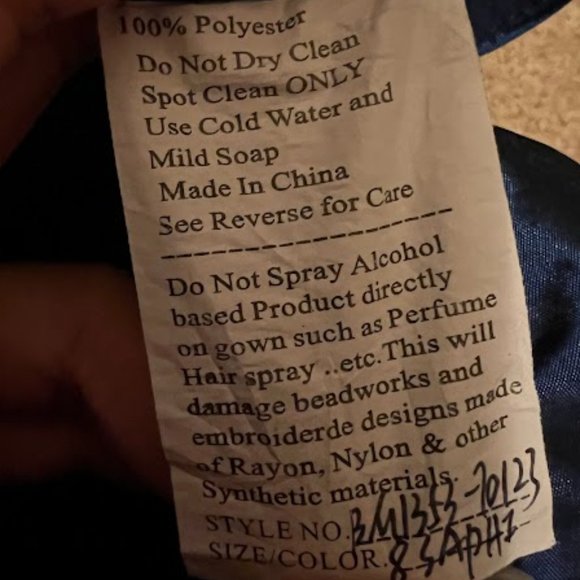 100% Polyester
Do Not Dry Clean
Spot Clean ONLY
Use Cold Water and
Mild Soap
Made In China
See Reverse for Care
--------------------
Do Not Spray Alcohol
based Product directly
on gown such as Perfume
Hair spray ..etc.This will
damage beadworks and
embroiderde designs made
of Rayon, Nylon & other
Synthetic materials.
STYLE NO.
SIZE/COLOR.